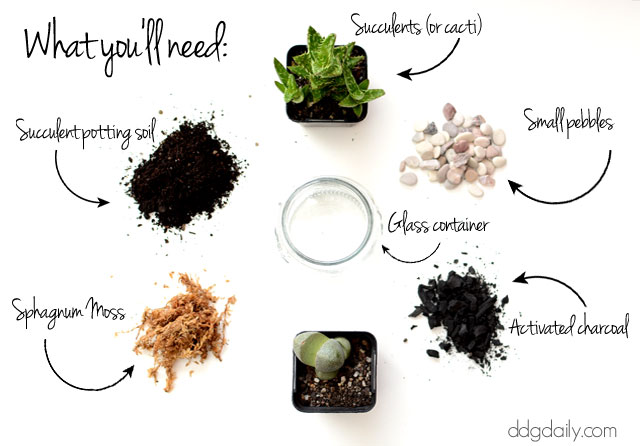 What you'll need:
Succulents (or cacti)
Succulent potting soil
Small pebbles
Glass container
Sphagnum Moss
Activated charcoal
ddgdaily.com